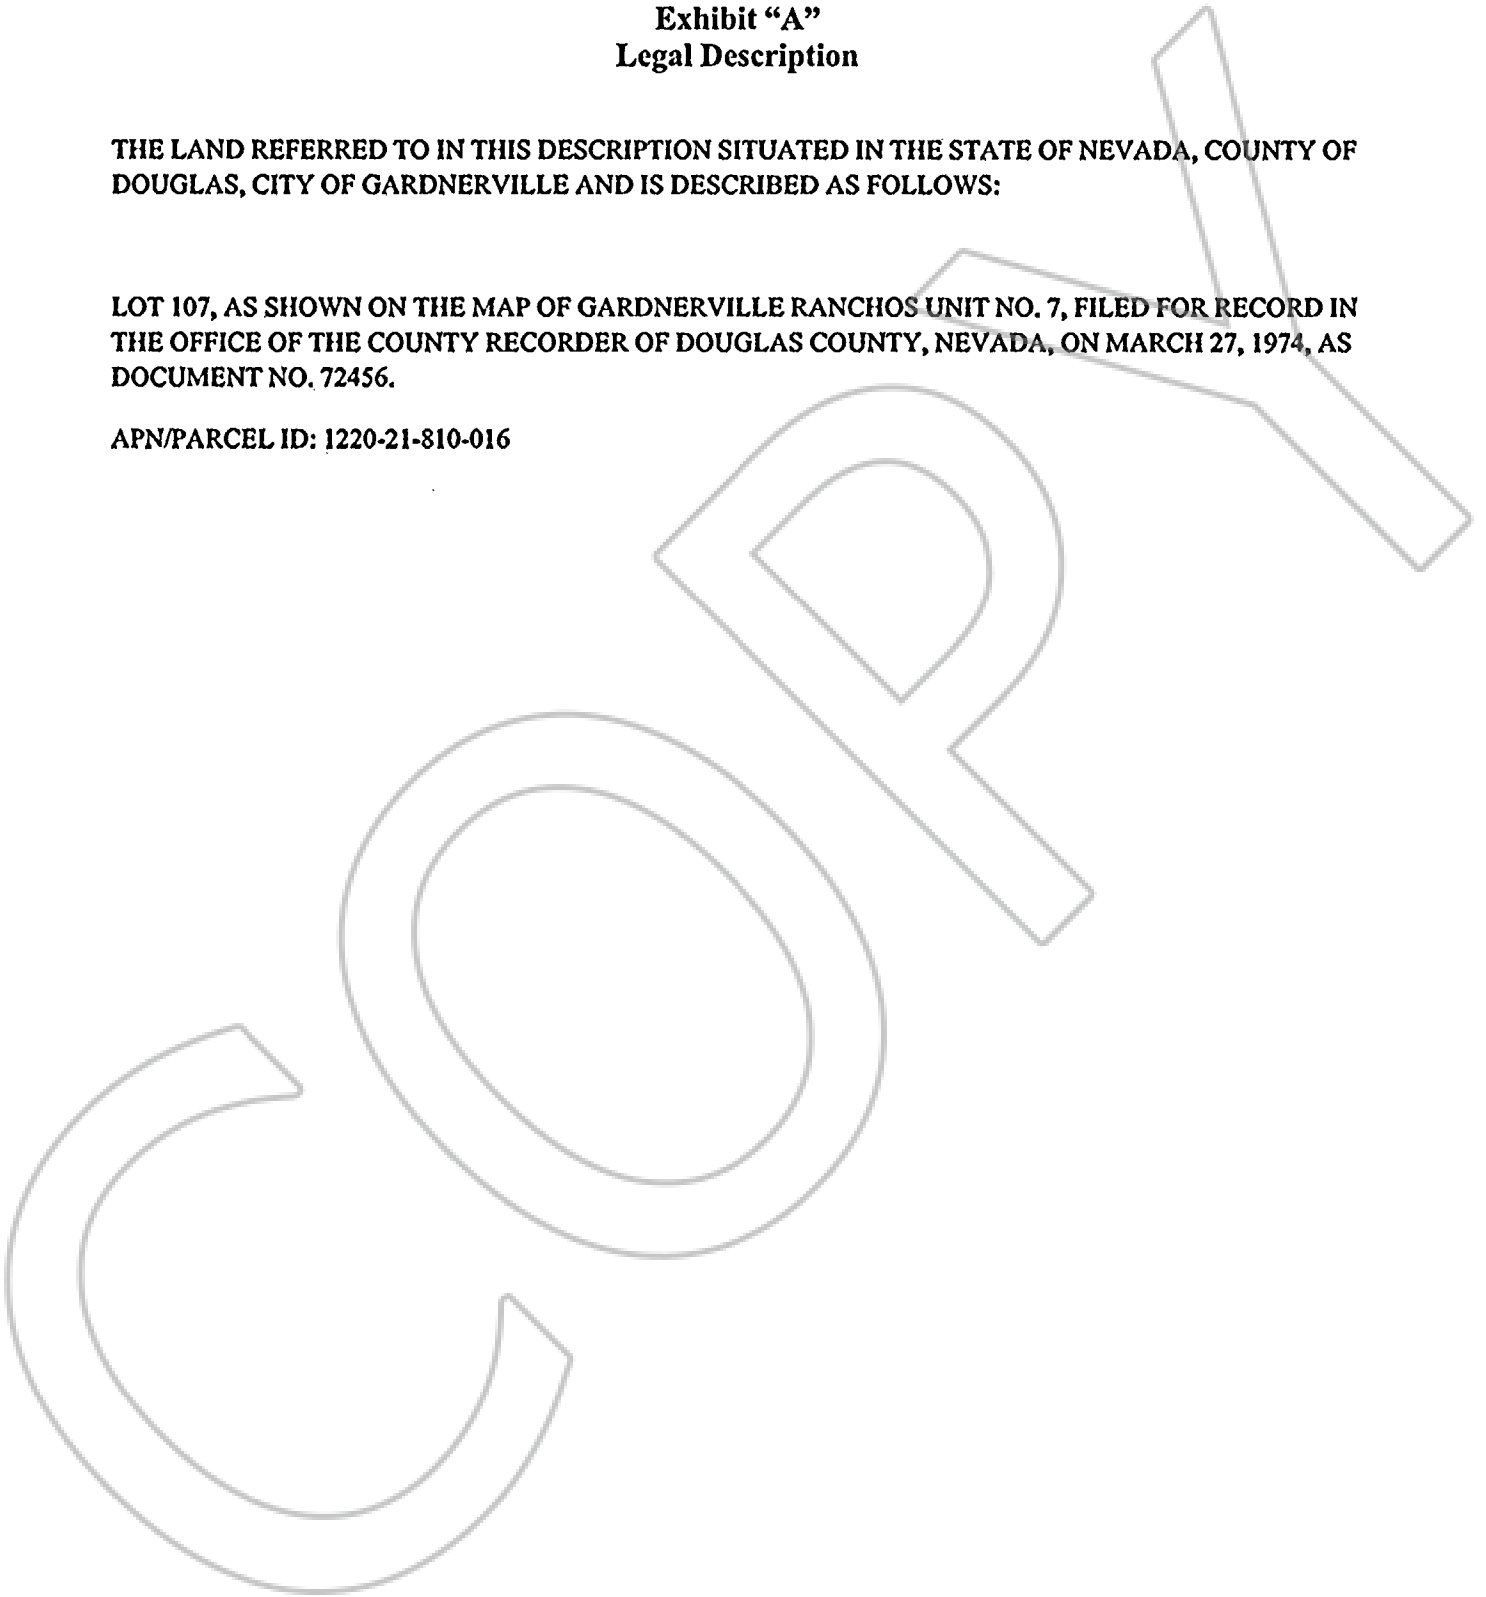 Exhibit “A”
Legal Description
THE LAND REFERRED TO IN THIS DESCRIPTION SITUATED IN THE STATE OF NEVADA, COUNTY OF
DOUGLAS, CITY OF GARDNERVILLE AND IS DESCRIBED AS FOLLOWS:
LOT 107, AS SHOWN ON THE MAP OF GARDNERVILLE RANCHOS UNIT NO. 7, FILED FOR RECORD IN
THE OFFICE OF THE COUNTY RECORDER OF DOUGLAS COUNTY, NEVADA, ON MARCH 27, 1974, AS
DOCUMENT NO. 72456.
APN/PARCEL ID: 1220-21-810-016
COPY